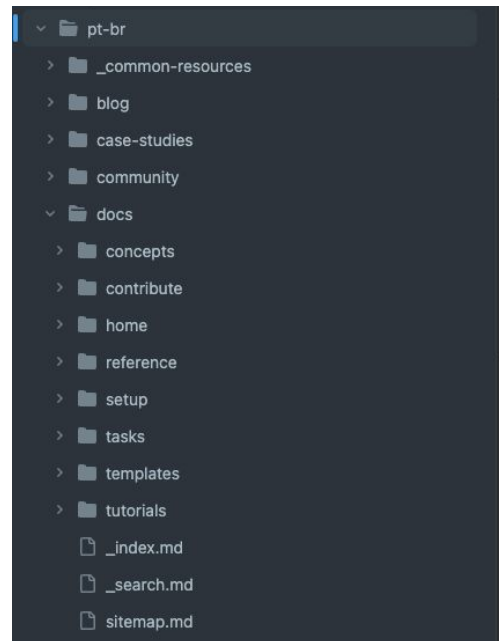 pt-br
_common-resources
blog
case-studies
community
docs
concepts
contribute
home
reference
setup
tasks
templates
tutorials
_index.md
_search.md
sitemap.md